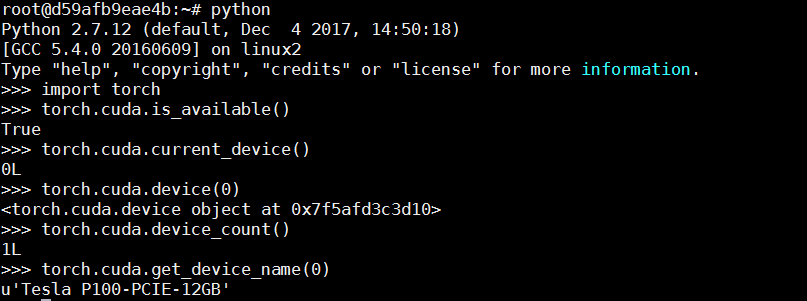 root@d59afb9eae4b:~# python
Python 2.7.12 (default, Dec  4 2017, 14:50:18)
[GCC 5.4.0 20160609] on linux2
Type "help", "copyright", "credits" or "license" for more information.
>>> import torch
>>> torch.cuda.is_available()
True
>>> torch.cuda.current_device()
0L
>>> torch.cuda.device(0)
<torch.cuda.device object at 0x7f5afd3c3d10>
>>> torch.cuda.device_count()
1L
>>> torch.cuda.get_device_name(0)
u'Tesla P100-PCIE-12GB'